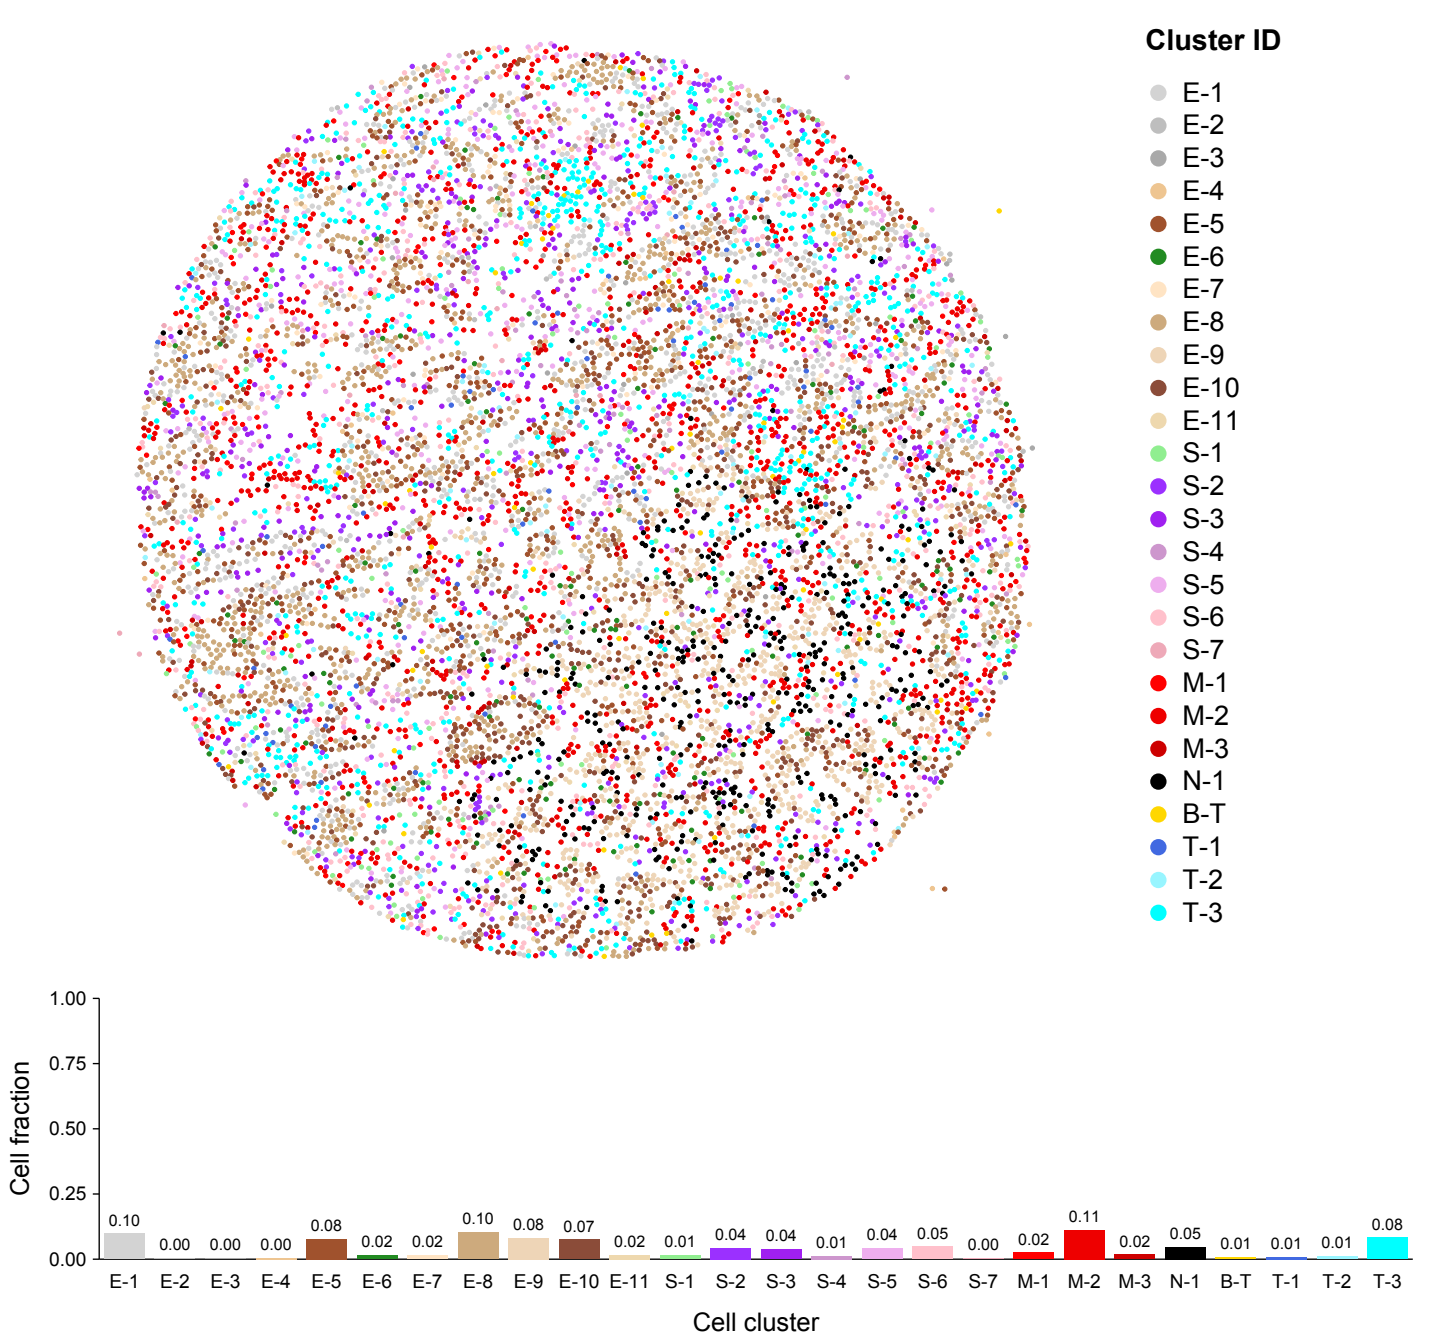 Cluster ID
E-1
E-2
E-3
E-4
E-5
E-6
E-7
E-8
E-9
E-10
E-11
S-1
S-2
S-3
S-4
S-5
S-6
S-7
M-1
M-2
M-3
N-1
B-T
T-1
T-2
T-3
1.00
0.75
0.50
0.25
0.00
Cell fraction
0.10 0.00 0.00 0.00 0.08 0.02 0.02 0.10 0.08 0.07 0.02 0.01 0.04 0.04 0.01 0.04 0.05 0.00 0.02 0.11 0.02 0.05 0.01 0.01 0.01 0.08
E-1 E-2 E-3 E-4 E-5 E-6 E-7 E-8 E-9 E-10 E-11 S-1 S-2 S-3 S-4 S-5 S-6 S-7 M-1 M-2 M-3 N-1 B-T T-1 T-2 T-3
Cell cluster